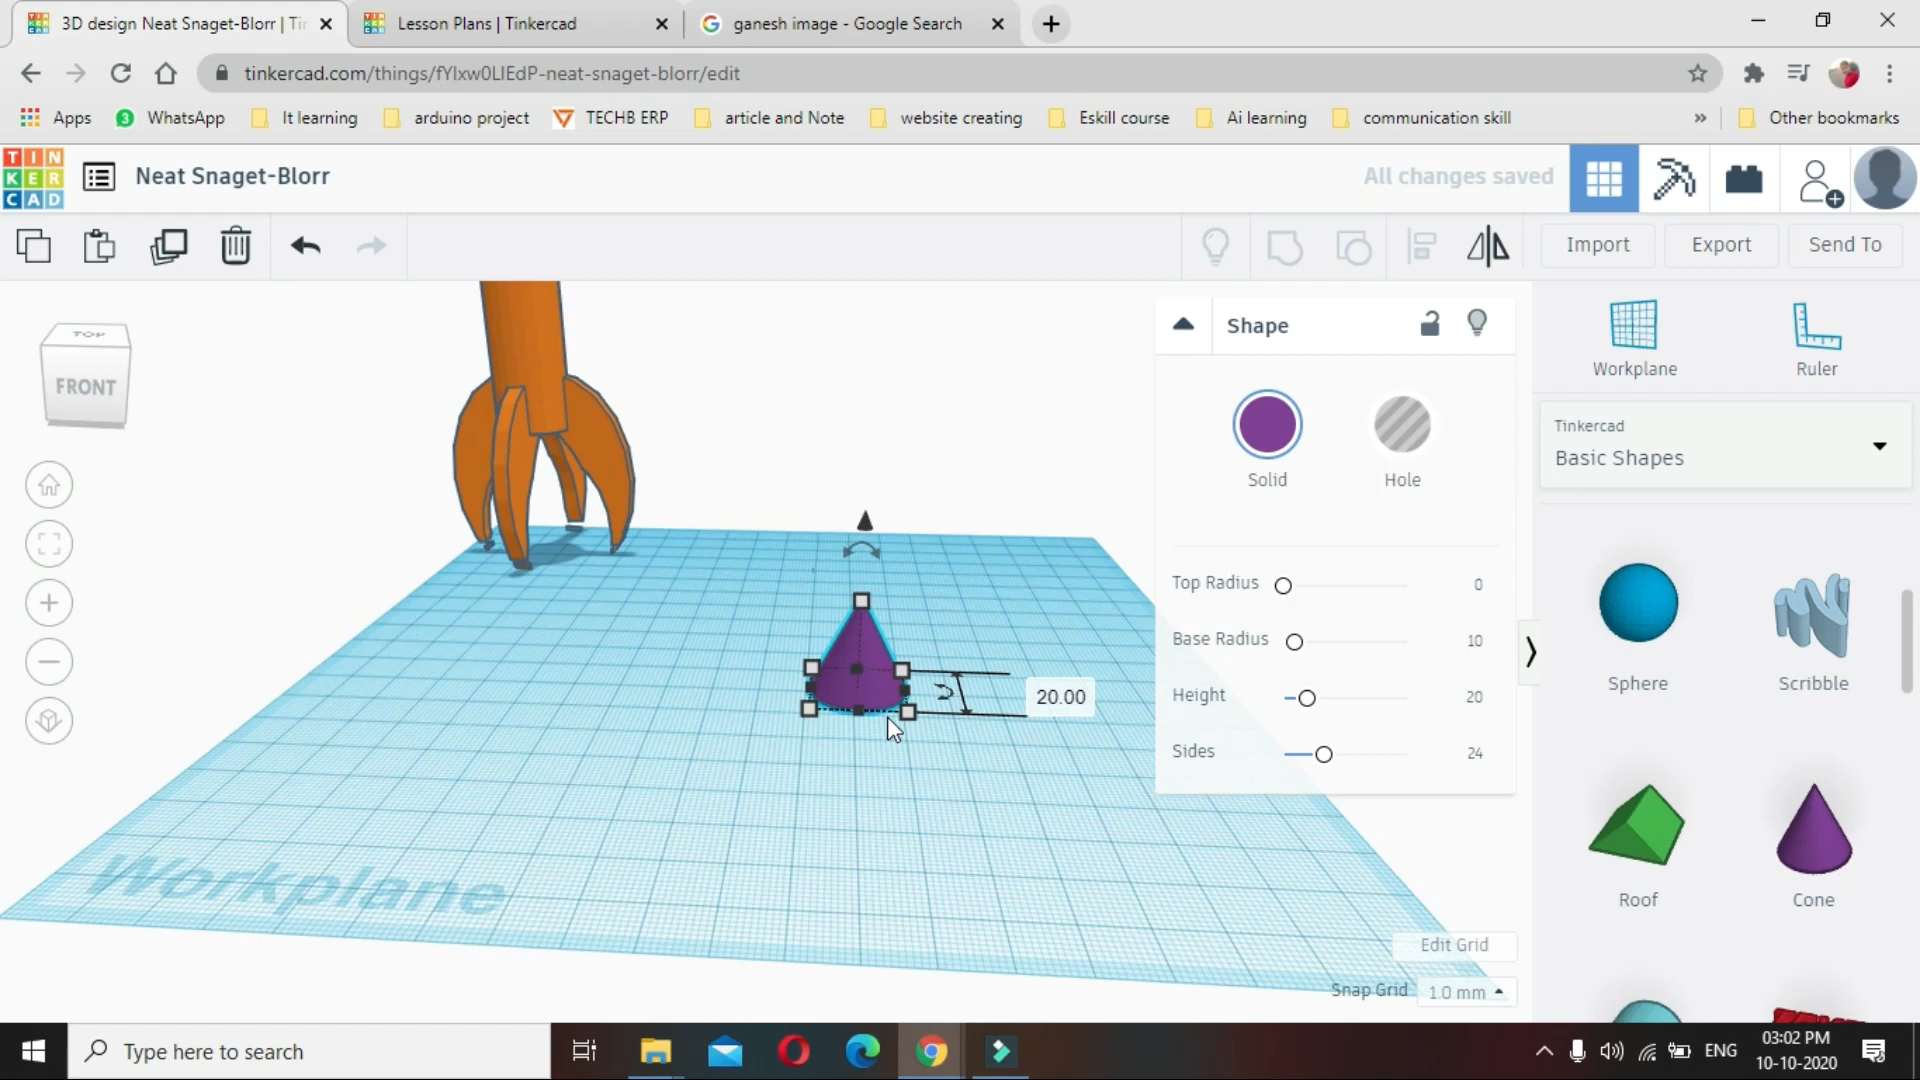 3D design Neat Snaget-Blorr | Tin
Lesson Plans | Tinkercad
ganesh image - Google Search
tinkercad.com/things/fYlxw0LlEdP-neat-snaget-blorr/edit
Apps
3
WhatsApp
It learning
arduino project
TECHB ERP
article and Note
website creating
Eskill course
Ai learning
communication skill
»
Other bookmarks
TIN
KER
CAD
Neat Snaget-Blorr
All changes saved
Import
Export
Send To
TOP
FRONT
Shape
Solid
Hole
Top Radius
0
Base Radius
10
Height
20
Sides
24
20.00
Workplane
Ruler
Tinkercad
Basic Shapes
Sphere
Scribble
Roof
Cone
Workplane
Edit Grid
Snap Grid
1.0 mm
Type here to search
ENG
03:02 PM
10-10-2020